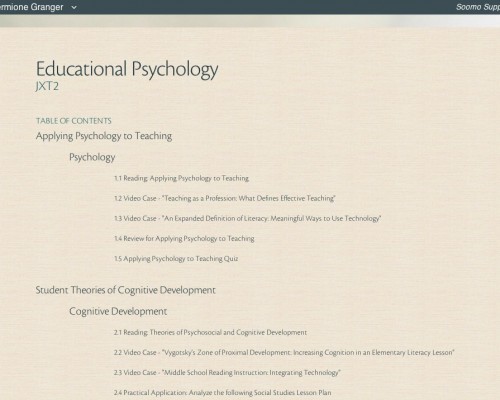 ermione Granger
Soomo Supp
Educational Psychology
JXT2
TABLE OF CONTENTS
Applying Psychology to Teaching
Psychology
1.1 Reading: Applying Psychology to Teaching
1.2 Video Case - "Teaching as a Profession: What Defines Effective Teaching"
1.3 Video Case - "An Expanded Definition of Literacy: Meaningful Ways to Use Technology"
1.4 Review for Applying Psychology to Teaching
1.5 Applying Psychology to Teaching Quiz
Student Theories of Cognitive Development
Cognitive Development
2.1 Reading: Theories of Psychosocial and Cognitive Development
2.2 Video Case - "Vygotsky's Zone of Proximal Development: Increasing Cognition in an Elementary Literacy Lesson"
2.3 Video Case - "Middle School Reading Instruction: Integrating Technology"
2.4 Practical Application: Analyze the following Social Studies Lesson Plan